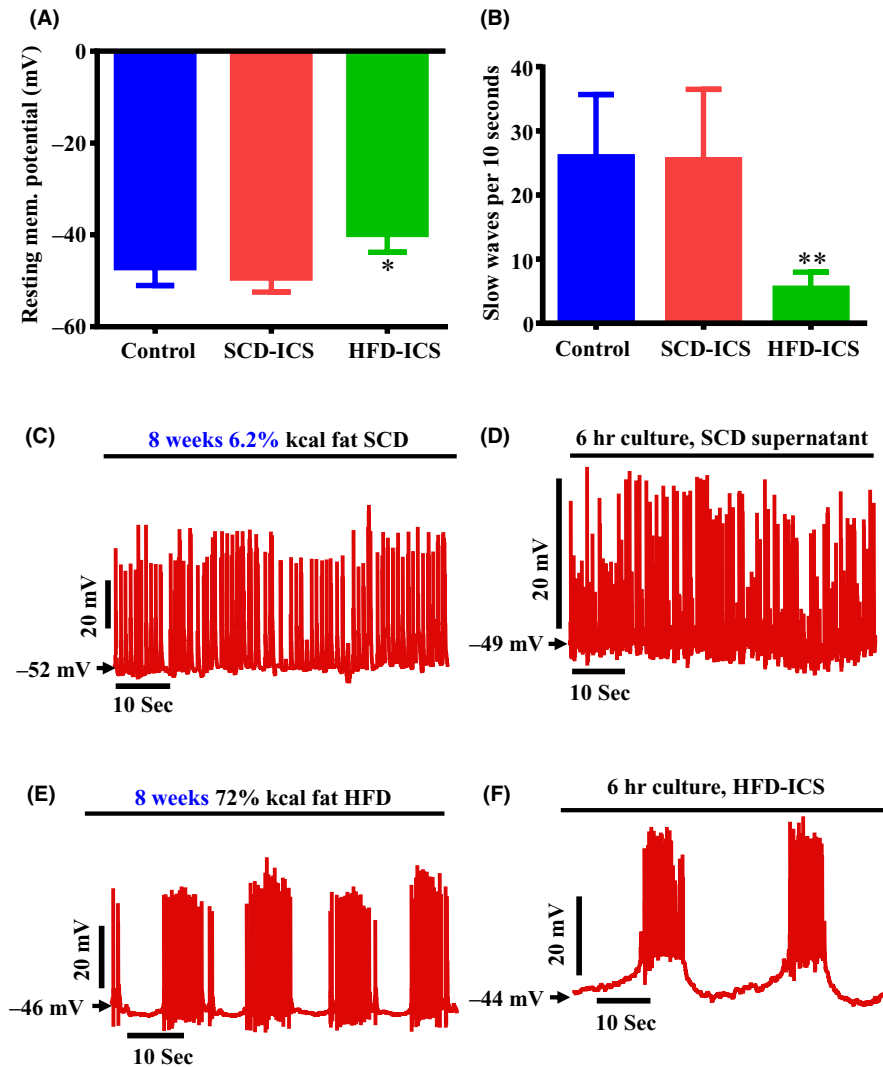 (A)
Resting mem. potential (mV)
0
–20
–40
–60
*
Control SCD-ICS HFD-ICS
(B)
Slow waves per 10 seconds
40
30
20
10
0
**
Control SCD-ICS HFD-ICS
(C)
8 weeks 6.2% kcal fat SCD
20 mV
–52 mV
10 Sec
(D)
6 hr culture, SCD supernatant
20 mV
–49 mV
10 Sec
(E)
8 weeks 72% kcal fat HFD
20 mV
–46 mV
10 Sec
(F)
6 hr culture, HFD-ICS
20 mV
–44 mV
10 Sec